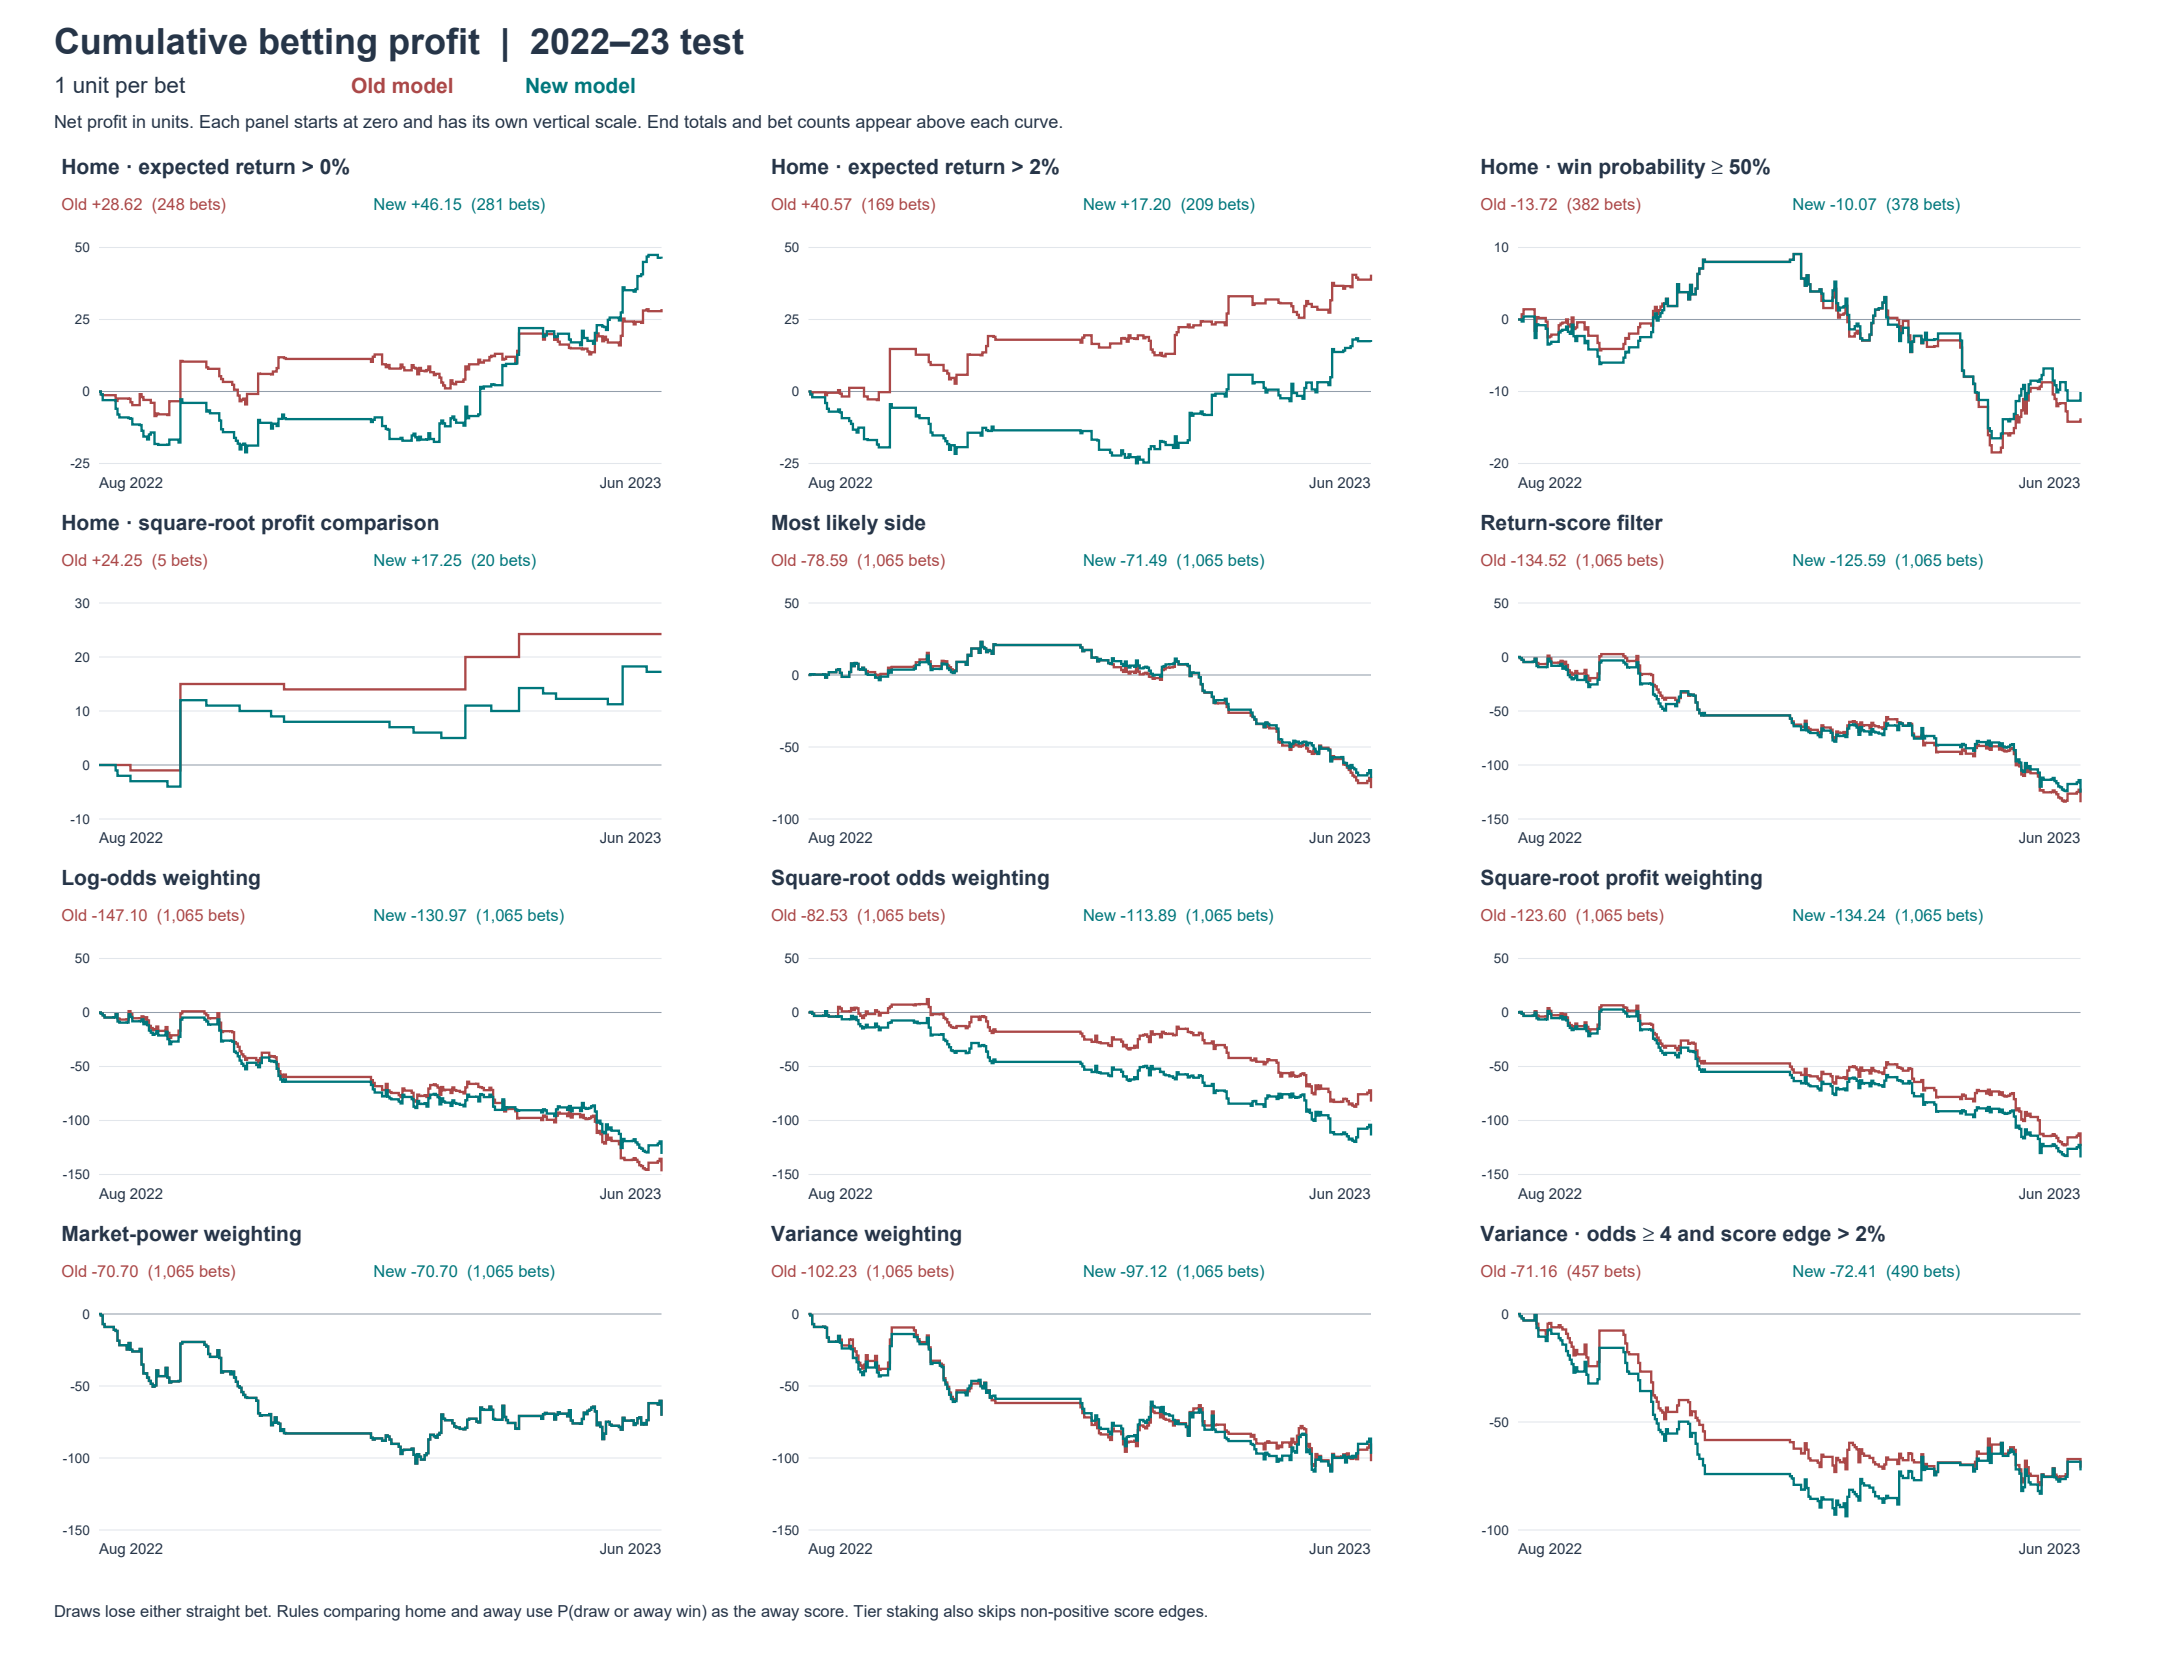 Cumulative betting profit | 2022–23 test
1 unit per bet Old model New model
Net profit in units. Each panel starts at zero and has its own vertical scale. End totals and bet counts appear above each curve.
Home · expected return > 0%
Old +28.62 (248 bets) New +46.15 (281 bets)
50
25
0
-25
Aug 2022 Jun 2023
Home · expected return > 2%
Old +40.57 (169 bets) New +17.20 (209 bets)
50
25
0
-25
Aug 2022 Jun 2023
Home · win probability ≥ 50%
Old -13.72 (382 bets) New -10.07 (378 bets)
10
0
-10
-20
Aug 2022 Jun 2023
Home · square-root profit comparison
Old +24.25 (5 bets) New +17.25 (20 bets)
30
20
10
0
-10
Aug 2022 Jun 2023
Most likely side
Old -78.59 (1,065 bets) New -71.49 (1,065 bets)
50
0
-50
-100
Aug 2022 Jun 2023
Return-score filter
Old -134.52 (1,065 bets) New -125.59 (1,065 bets)
50
0
-50
-100
-150
Aug 2022 Jun 2023
Log-odds weighting
Old -147.10 (1,065 bets) New -130.97 (1,065 bets)
50
0
-50
-100
-150
Aug 2022 Jun 2023
Square-root odds weighting
Old -82.53 (1,065 bets) New -113.89 (1,065 bets)
50
0
-50
-100
-150
Aug 2022 Jun 2023
Square-root profit weighting
Old -123.60 (1,065 bets) New -134.24 (1,065 bets)
50
0
-50
-100
-150
Aug 2022 Jun 2023
Market-power weighting
Old -70.70 (1,065 bets) New -70.70 (1,065 bets)
0
-50
-100
-150
Aug 2022 Jun 2023
Variance weighting
Old -102.23 (1,065 bets) New -97.12 (1,065 bets)
0
-50
-100
-150
Aug 2022 Jun 2023
Variance · odds ≥ 4 and score edge > 2%
Old -71.16 (457 bets) New -72.41 (490 bets)
0
-50
-100
Aug 2022 Jun 2023
Draws lose either straight bet. Rules comparing home and away use P(draw or away win) as the away score. Tier staking also skips non-positive score edges.